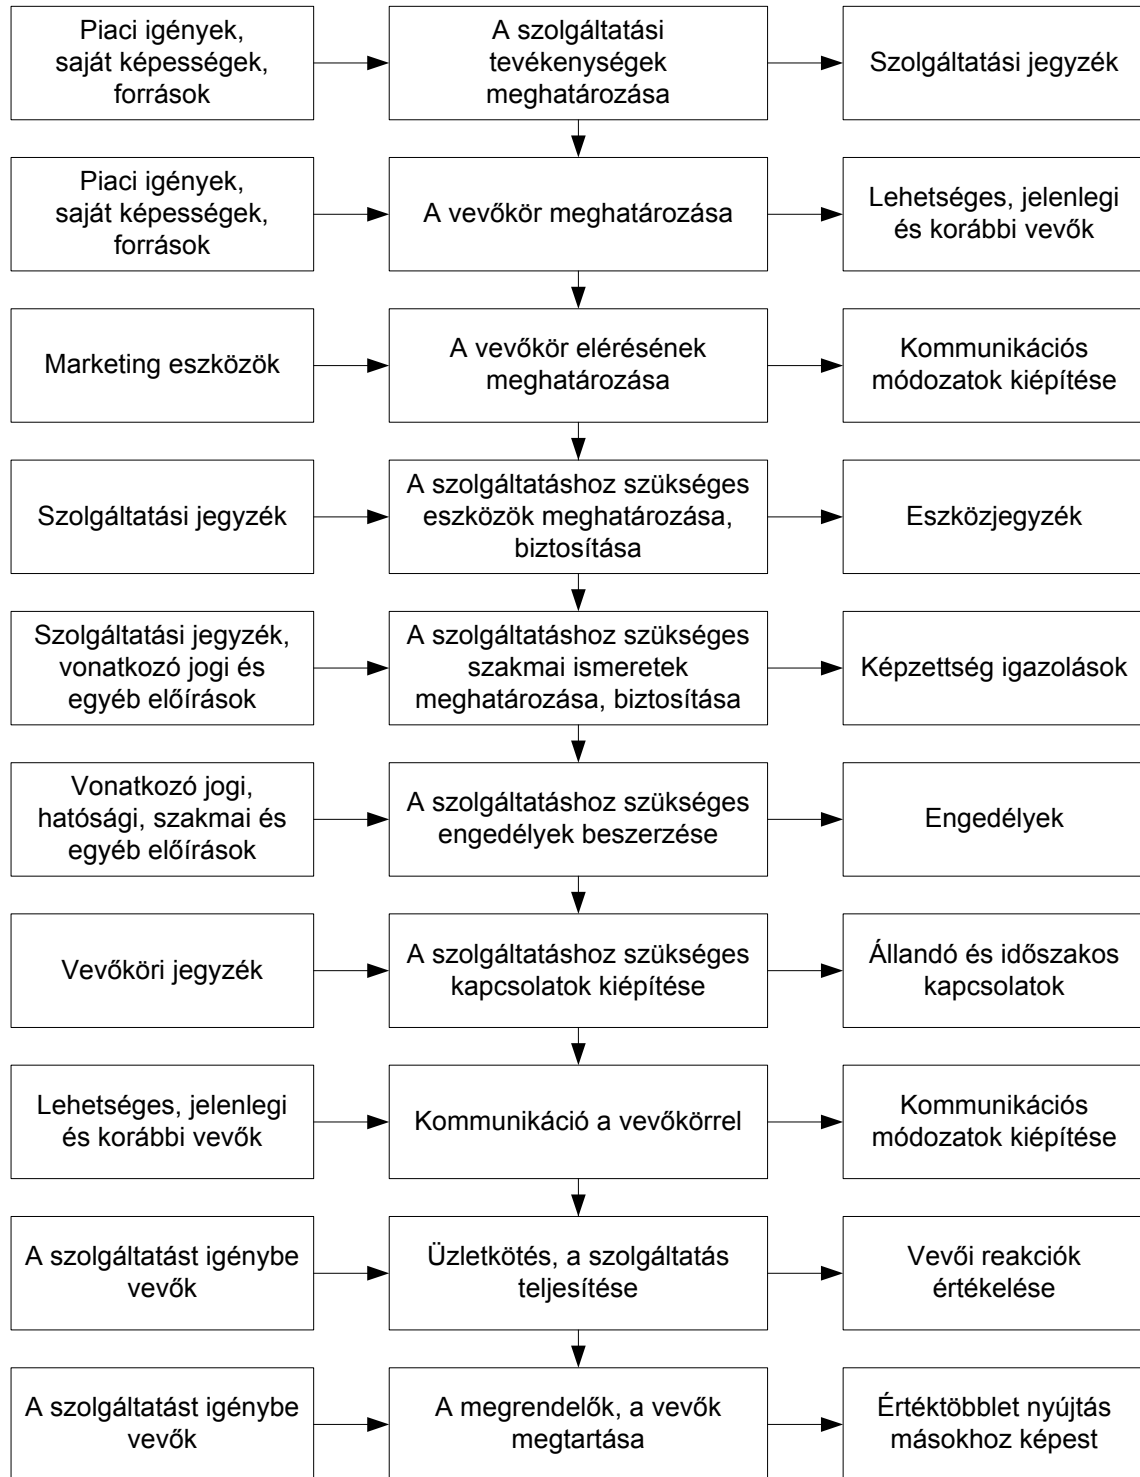 Piaci igények,
saját képességek,
források
A szolgáltatási
tevékenységek
meghatározása
Szolgáltatási jegyzék
Piaci igények,
saját képességek,
források
A vevőkör meghatározása
Lehetséges, jelenlegi
és korábbi vevők
Marketing eszközök
A vevőkör elérésének
meghatározása
Kommunikációs
módozatok kiépítése
Szolgáltatási jegyzék
A szolgáltatáshoz szükséges
eszközök meghatározása,
biztosítása
Eszközjegyzék
Szolgáltatási jegyzék,
vonatkozó jogi és
egyéb előírások
A szolgáltatáshoz szükséges
szakmai ismeretek
meghatározása, biztosítása
Képzettség igazolások
Vonatkozó jogi,
hatósági, szakmai és
egyéb előírások
A szolgáltatáshoz szükséges
engedélyek beszerzése
Engedélyek
Vevőköri jegyzék
A szolgáltatáshoz szükséges
kapcsolatok kiépítése
Állandó és időszakos
kapcsolatok
Lehetséges, jelenlegi
és korábbi vevők
Kommunikáció a vevőkörrel
Kommunikációs
módozatok kiépítése
A szolgáltatást igénybe
vevők
Üzletkötés, a szolgáltatás
teljesítése
Vevői reakciók
értékelése
A szolgáltatást igénybe
vevők
A megrendelők, a vevők
megtartása
Értéktöbblet nyújtás
másokhoz képest